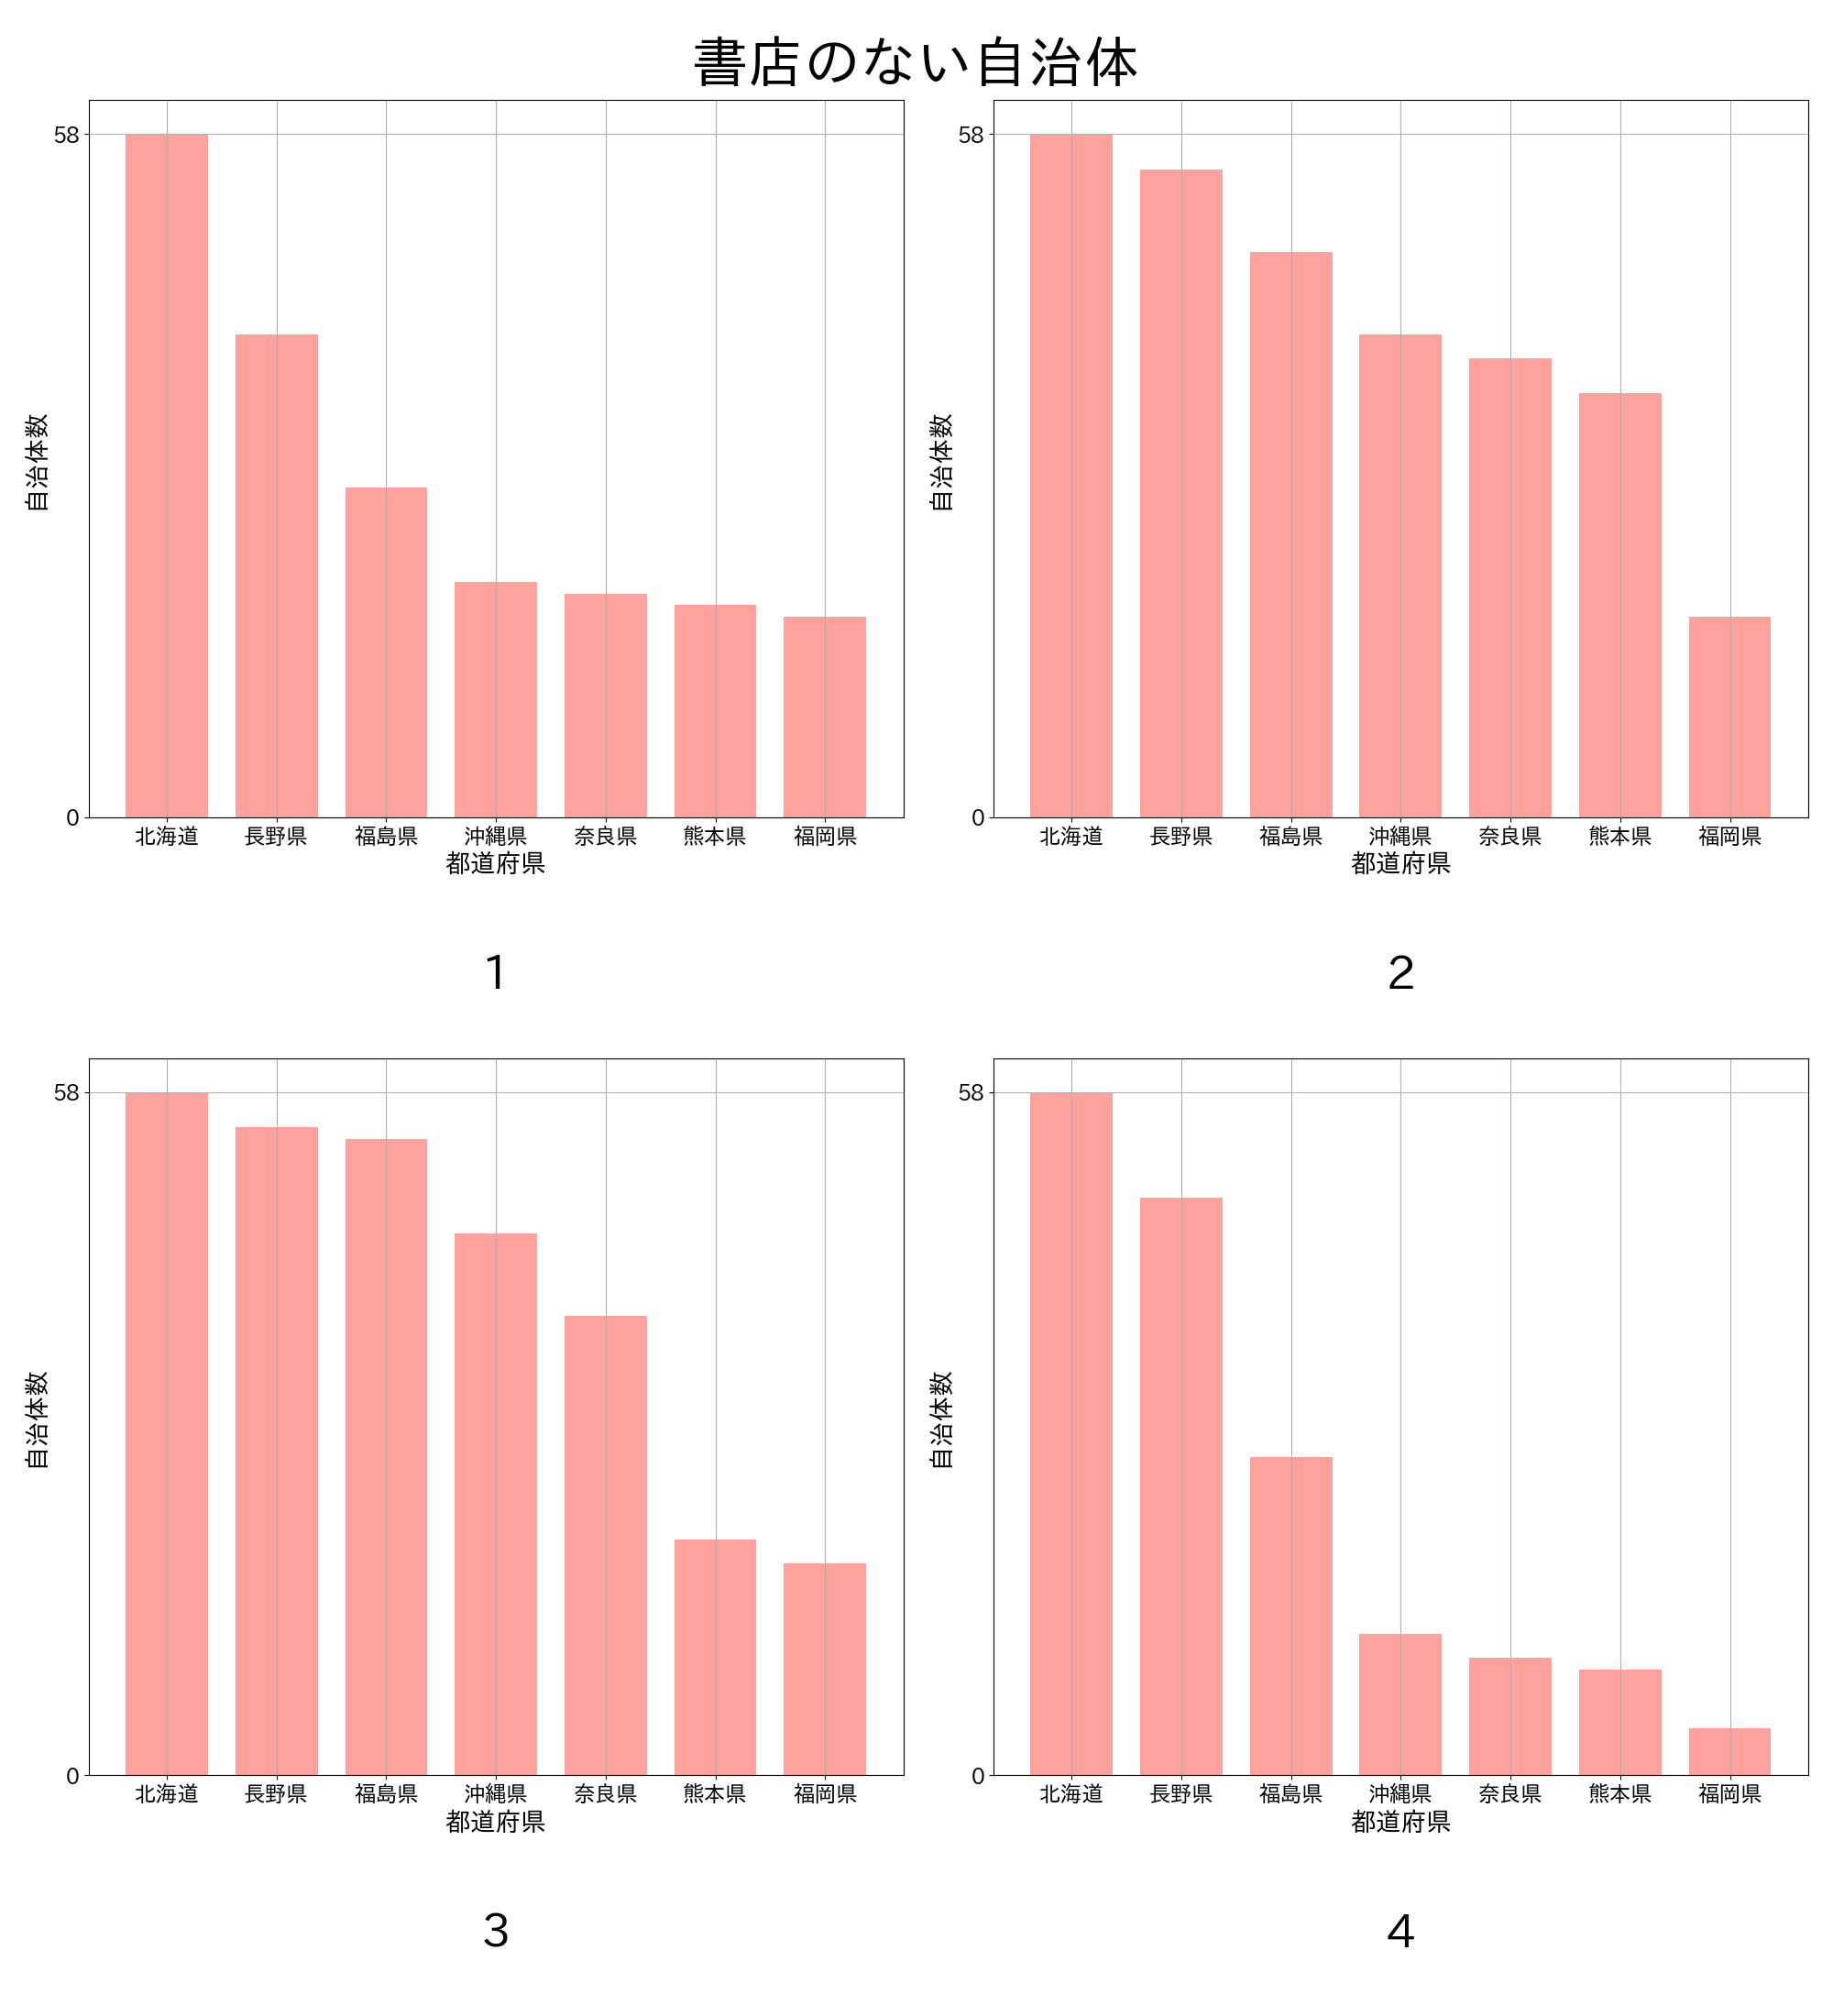 書店のない自治体
58
0
自治体数
北海道 長野県 福島県 沖縄県 奈良県 熊本県 福岡県
都道府県
1
58
0
自治体数
北海道 長野県 福島県 沖縄県 奈良県 熊本県 福岡県
都道府県
2
58
0
自治体数
北海道 長野県 福島県 沖縄県 奈良県 熊本県 福岡県
都道府県
3
58
0
自治体数
北海道 長野県 福島県 沖縄県 奈良県 熊本県 福岡県
都道府県
4